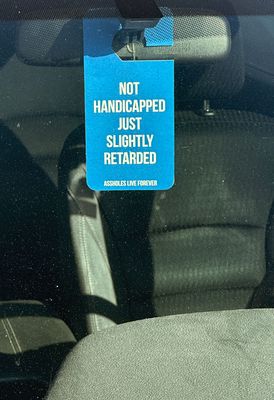 NOT
HANDICAPPED
JUST
SLIGHTLY
RETARDED
ASSHOLES LIVE FOREVER